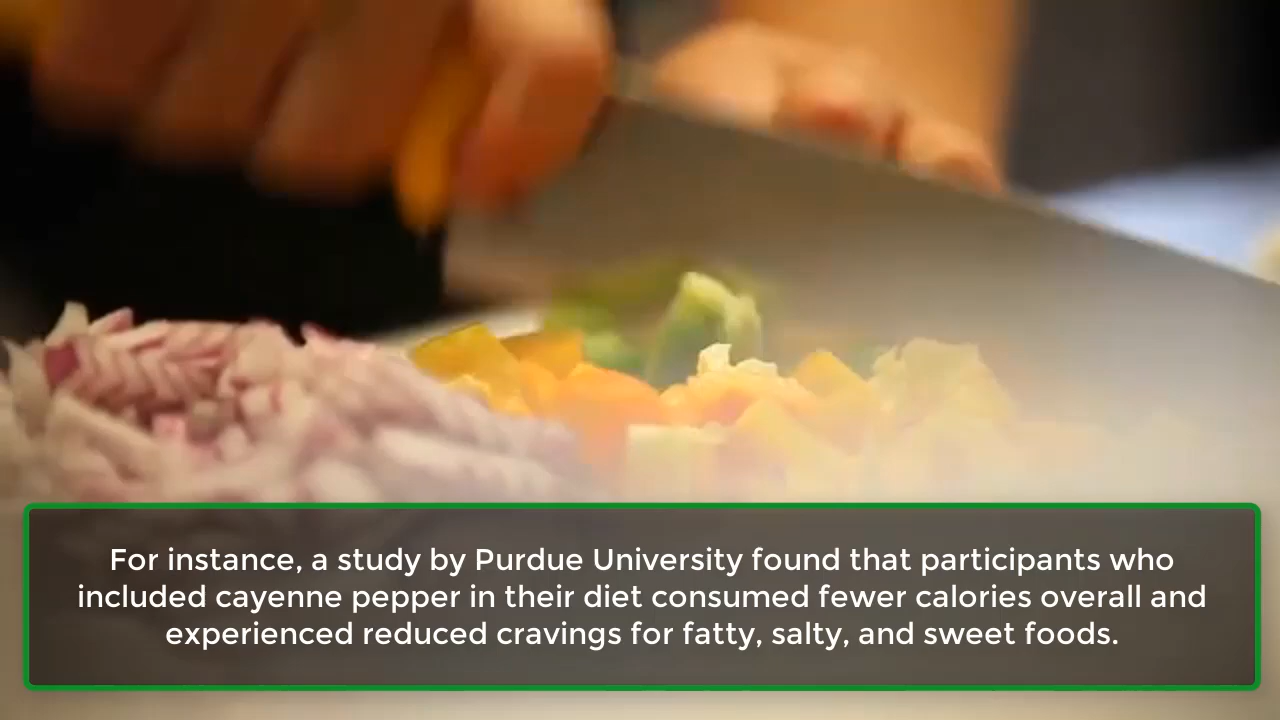 For instance, a study by Purdue University found that participants who
included cayenne pepper in their diet consumed fewer calories overall and
experienced reduced cravings for fatty, salty, and sweet foods.